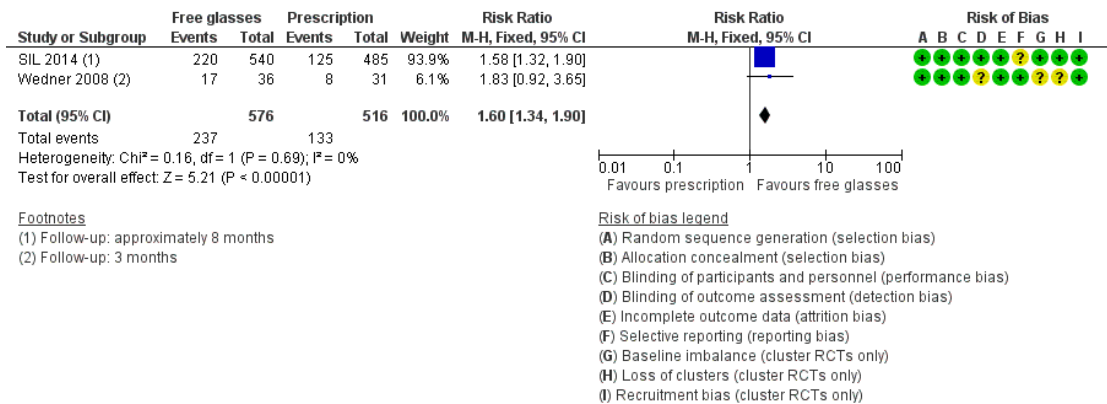 Free glasses Prescription Risk Ratio Risk Ratio Risk of Bias
Study or Subgroup Events Total Events Total Weight M-H, Fixed, 95% CI M-H, Fixed, 95% CI A B C D E F G H I
SIL 2014 (1) 220 540 125 485 93.9% 1.58 [1.32, 1.90] + + + + + ? + + +
Wedner 2008 (2) 17 36 8 31 6.1% 1.83 [0.92, 3.65] + + + ? + + ? ? +
Total (95% CI) 576 516 100.0% 1.60 [1.34, 1.90]
Total events 237 133
Heterogeneity: Chi² = 0.16, df = 1 (P = 0.69); I² = 0%
Test for overall effect: Z = 5.21 (P < 0.00001)
0.01 0.1 1 10 100
Favours prescription Favours free glasses
Footnotes
(1) Follow-up: approximately 8 months
(2) Follow-up: 3 months
Risk of bias legend
(A) Random sequence generation (selection bias)
(B) Allocation concealment (selection bias)
(C) Blinding of participants and personnel (performance bias)
(D) Blinding of outcome assessment (detection bias)
(E) Incomplete outcome data (attrition bias)
(F) Selective reporting (reporting bias)
(G) Baseline imbalance (cluster RCTs only)
(H) Loss of clusters (cluster RCTs only)
(I) Recruitment bias (cluster RCTs only)